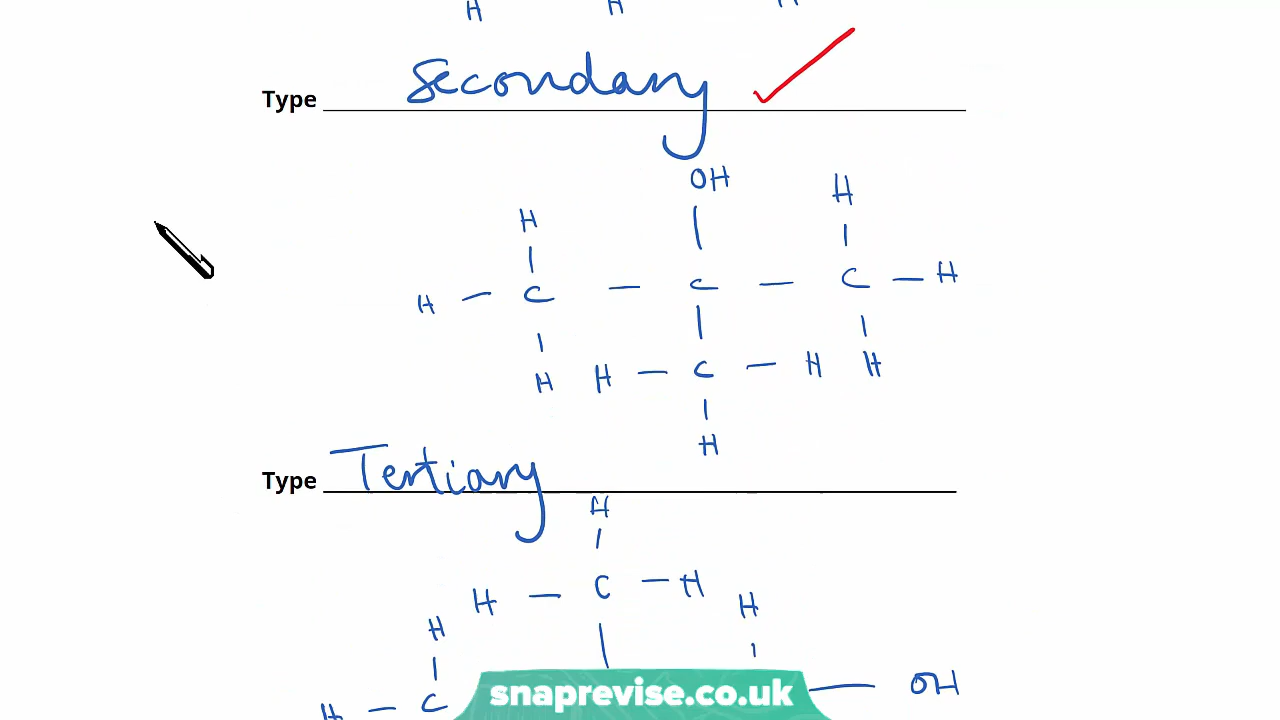 H H H
Type Secondary
OH H
H
H — C — C — C — H
H H — C — H H
H
Type Tertiary
H
H — C — H
H H
H — C — OH
snaprevise.co.uk